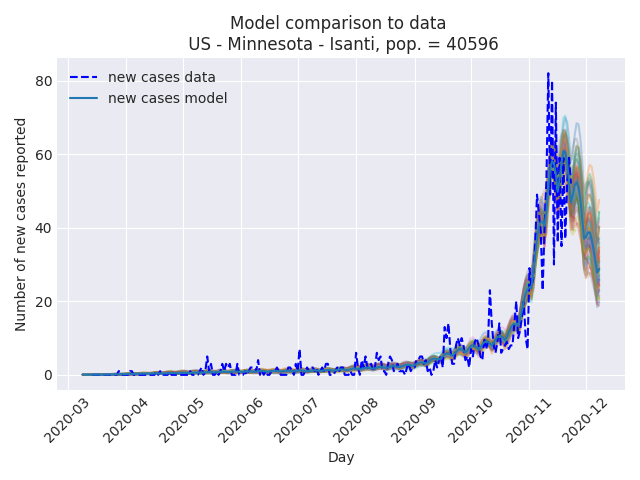 Model comparison to data
US - Minnesota - Isanti, pop. = 40596
new cases data
new cases model
Number of new cases reported
80
60
40
20
0
2020-03
2020-04
2020-05
2020-06
2020-07
2020-08
2020-09
2020-10
2020-11
2020-12
Day